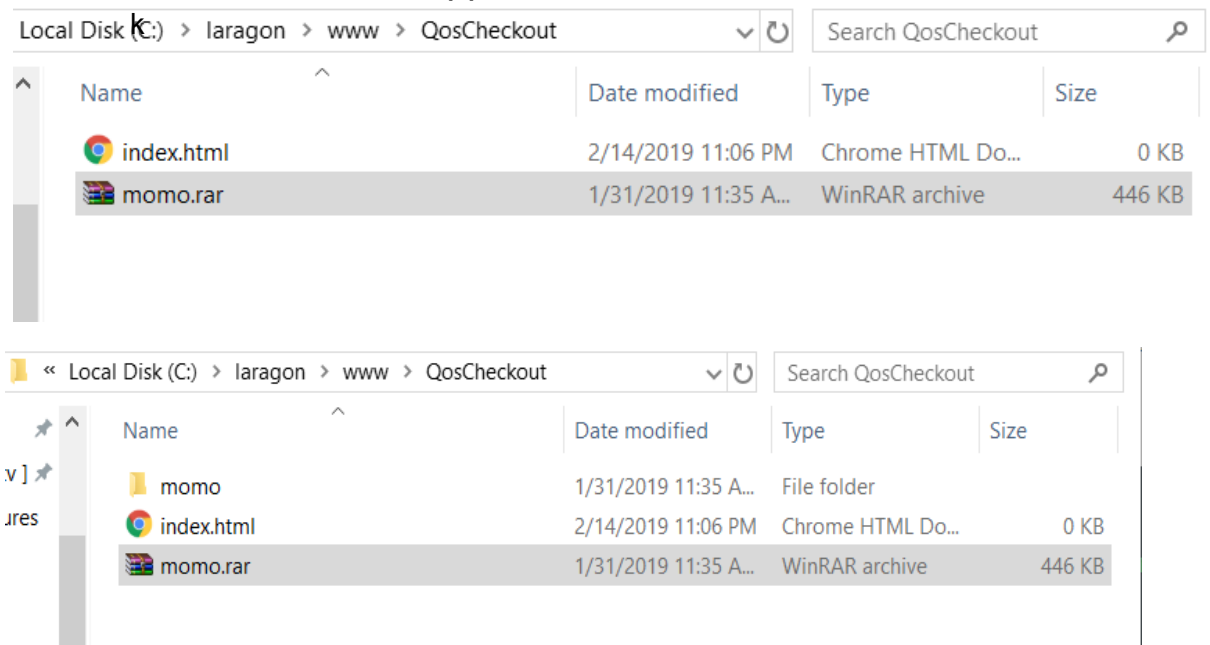 Local Disk (C:) > laragon > www > QosCheckout Search QosCheckout
k
Name Date modified Type Size
index.html 2/14/2019 11:06 PM Chrome HTML Do... 0 KB
momo.rar 1/31/2019 11:35 A... WinRAR archive 446 KB
« Local Disk (C:) > laragon > www > QosCheckout Search QosCheckout
Name Date modified Type Size
:v ] momo 1/31/2019 11:35 A... File folder
ures index.html 2/14/2019 11:06 PM Chrome HTML Do... 0 KB
momo.rar 1/31/2019 11:35 A... WinRAR archive 446 KB